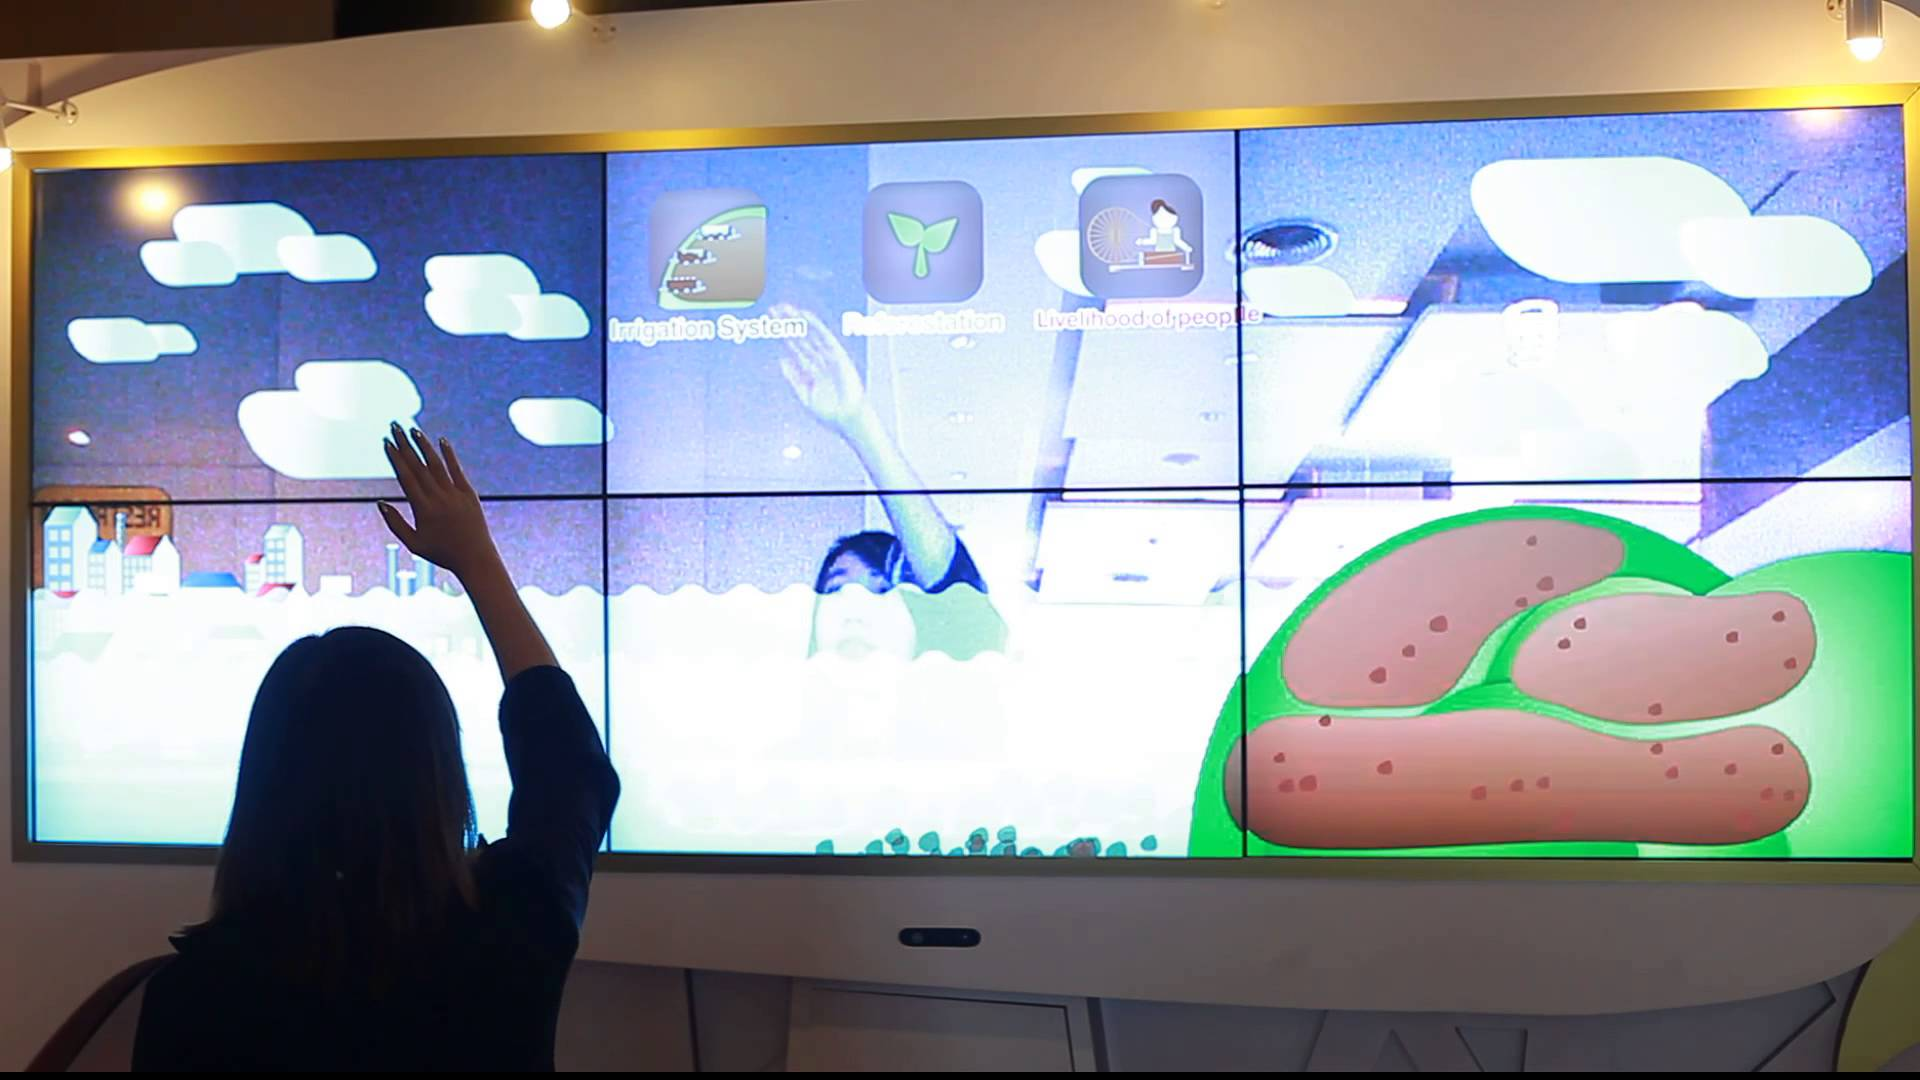 Irrigation System
Reforestation
Livelihood of people